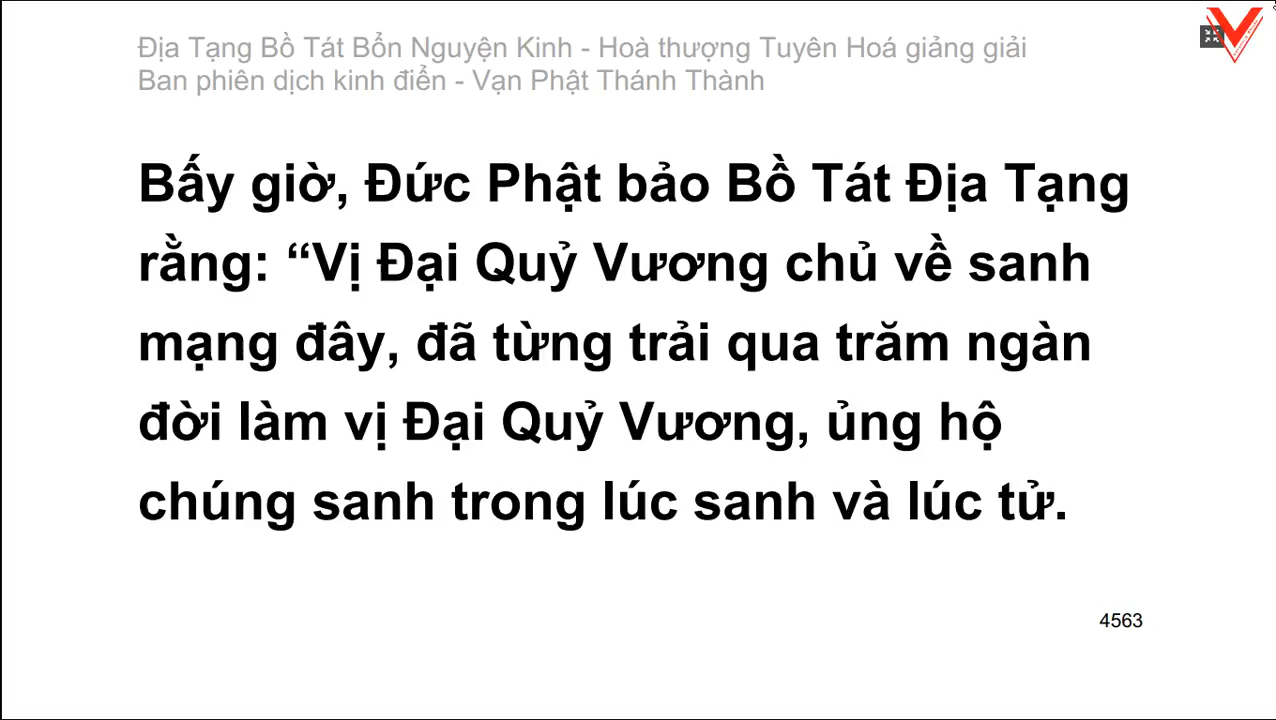 Địa Tạng Bồ Tát Bổn Nguyện Kinh - Hoà thượng Tuyên Hoá giảng giải
Ban phiên dịch kinh điển - Vạn Phật Thánh Thành
Bấy giờ, Đức Phật bảo Bồ Tát Địa Tạng
rằng: “Vị Đại Quỷ Vương chủ về sanh
mạng đây, đã từng trải qua trăm ngàn
đời làm vị Đại Quỷ Vương, ủng hộ
chúng sanh trong lúc sanh và lúc tử.
4563